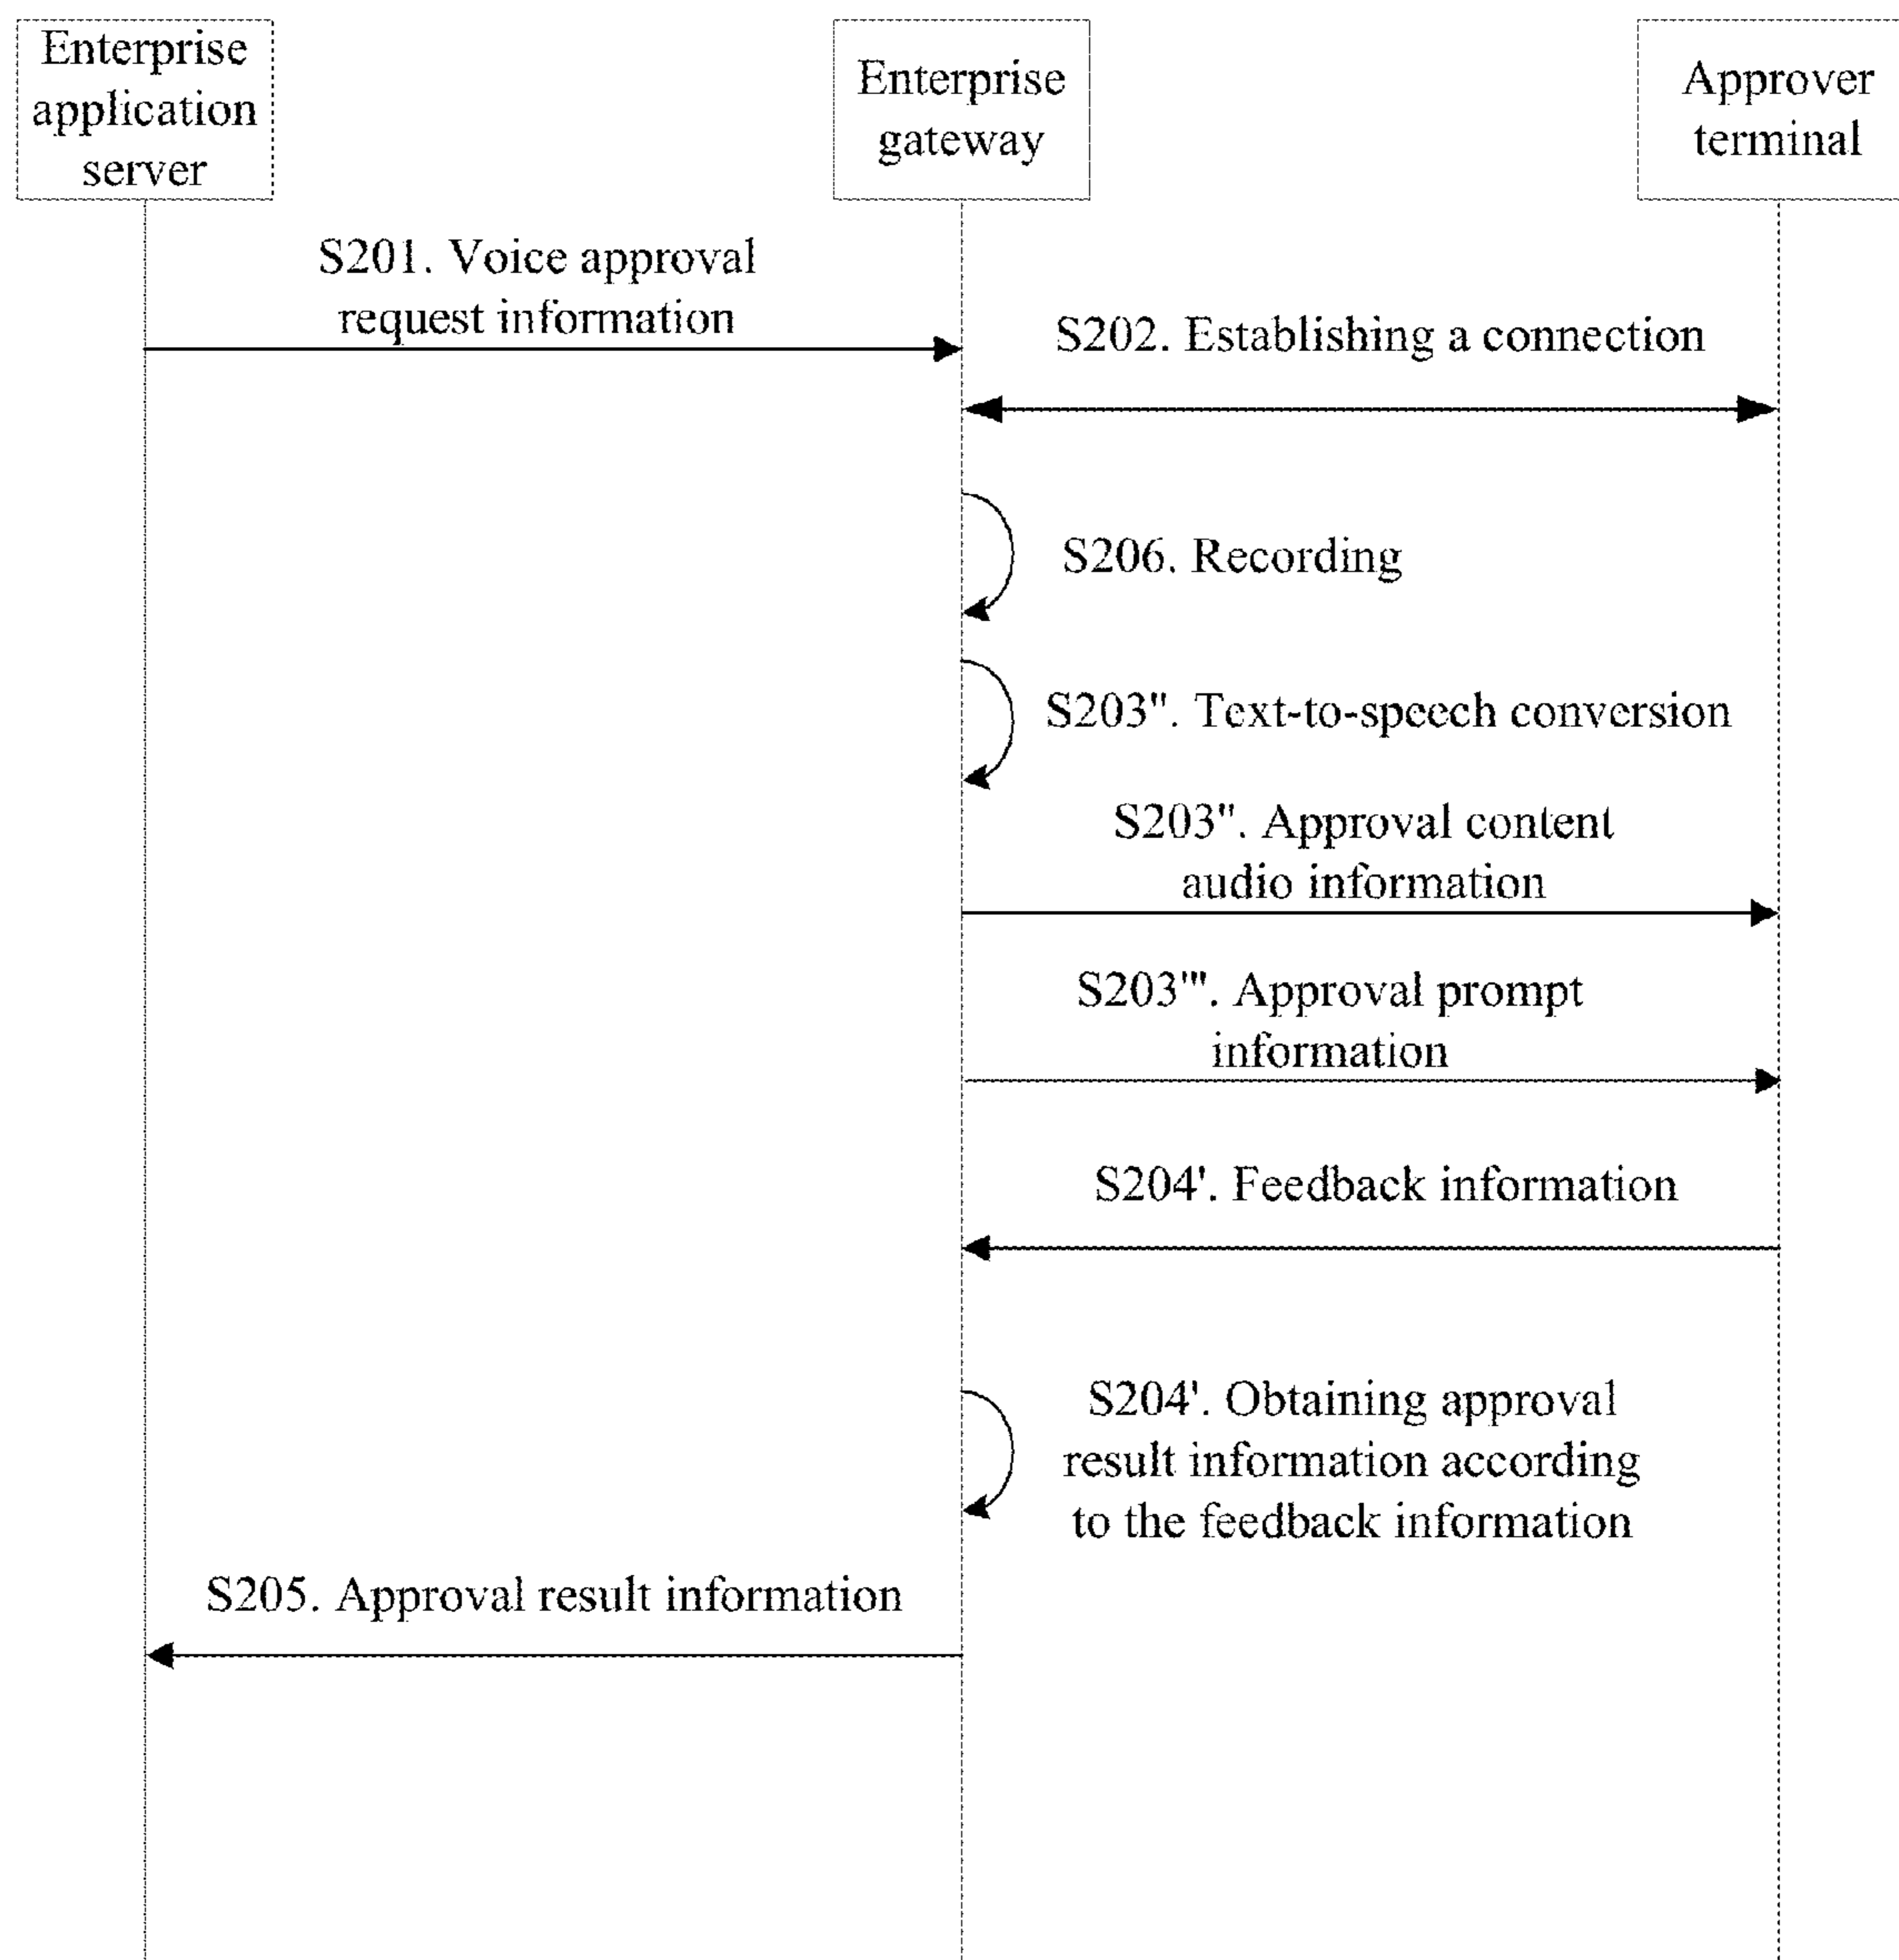 Enterprise
application
server
Enterprise
gateway
Approver
terminal
S201. Voice approval
request information
S202. Establishing a connection
S206. Recording
S203". Text-to-speech conversion
S203". Approval content
audio information
S203'''. Approval prompt
information
S204'. Feedback information
S204'. Obtaining approval
result information according
to the feedback information
S205. Approval result information